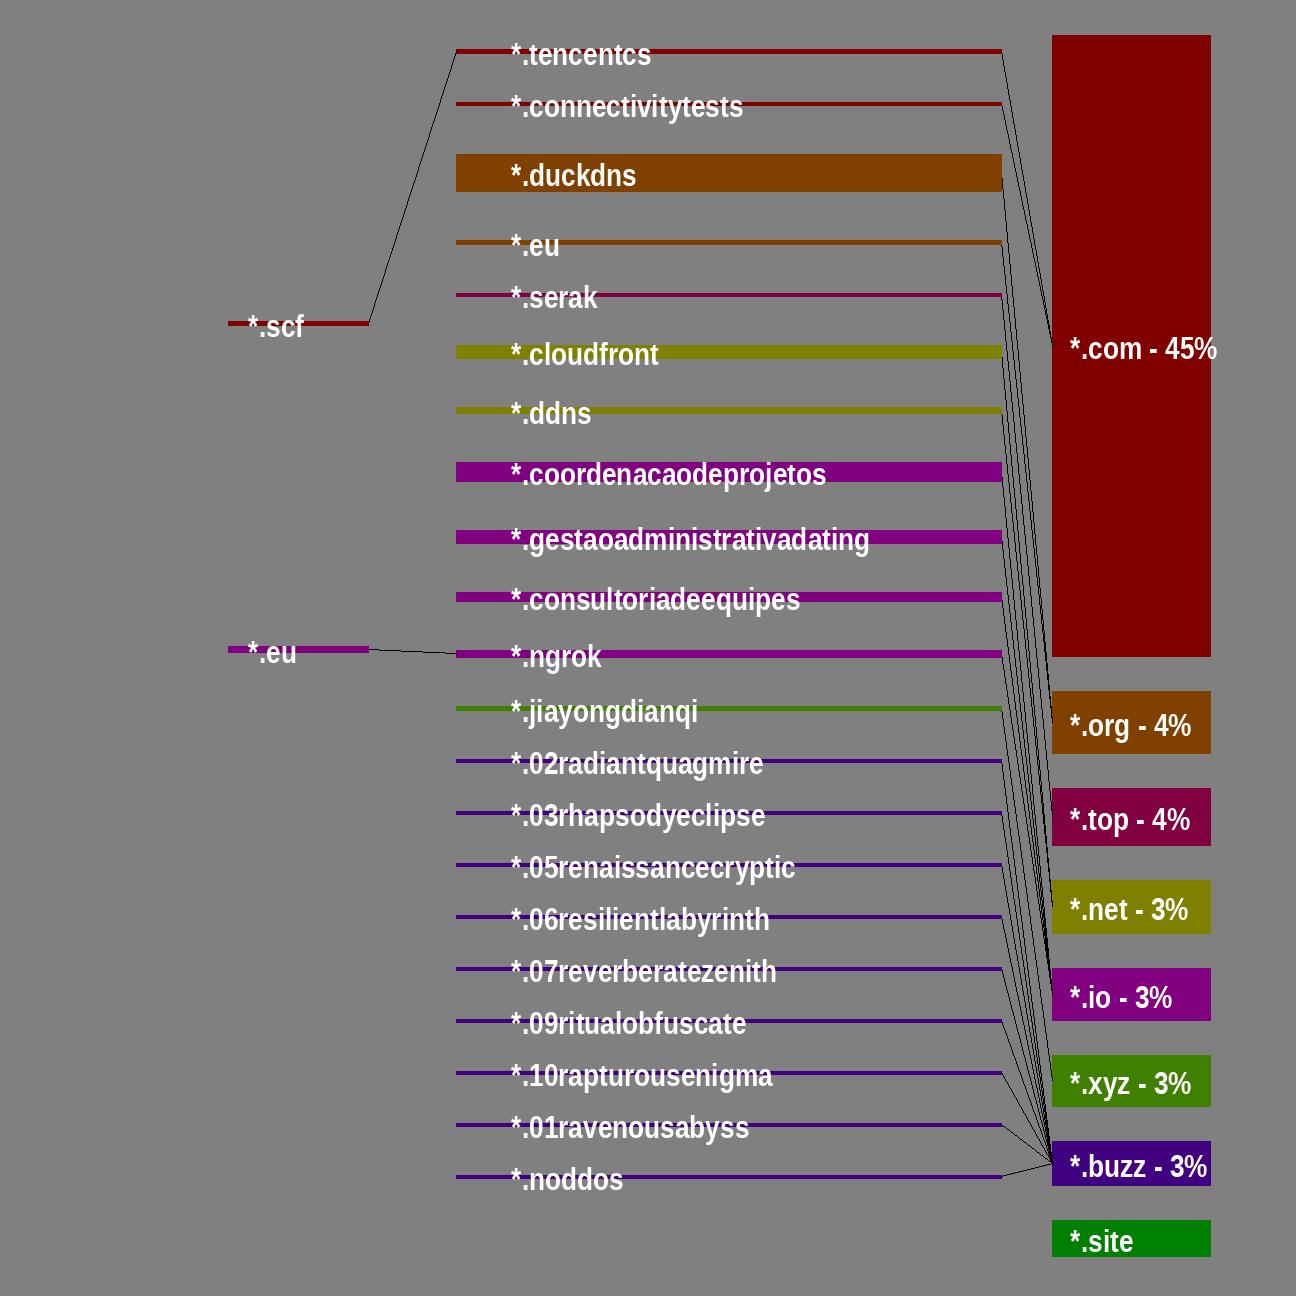 *.scf
*.eu
*.tencentcs
*.connectivitytests
*.duckdns
*.eu
*.serak
*.cloudfront
*.ddns
*.coordenacaodeprojetos
*.gestaoadministrativadating
*.consultoriadeequipes
*.ngrok
*.jiayongdianqi
*.02radiantquagmire
*.03rhapsodyeclipse
*.05renaissancecryptic
*.06resilientlabyrinth
*.07reverberatezenith
*.09ritualobfuscate
*.10rapturousenigma
*.01ravenousabyss
*.noddos
*.com - 45%
*.org - 4%
*.top - 4%
*.net - 3%
*.io - 3%
*.xyz - 3%
*.buzz - 3%
*.site